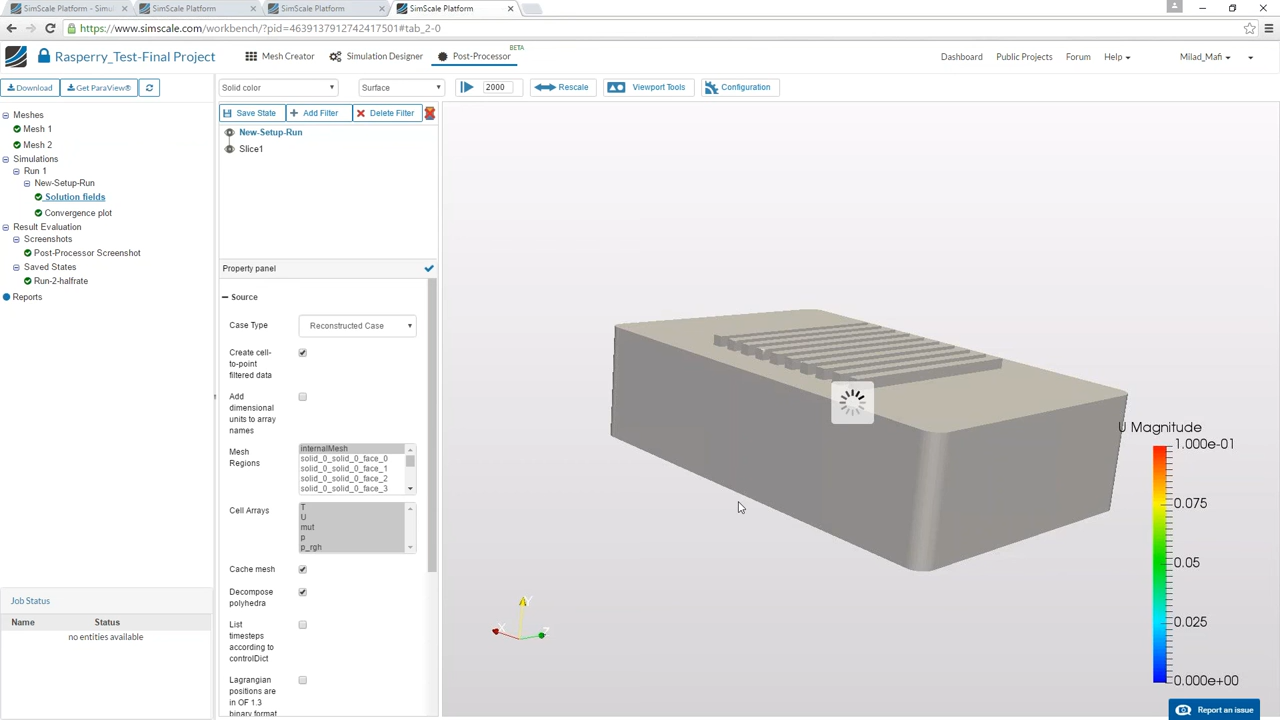 SimScale Platform - Simul
SimScale Platform
SimScale Platform
SimScale Platform
https://www.simscale.com/workbench/?pid=4639137912742417501#tab_2-0
Rasperry_Test-Final Project
Mesh Creator
Simulation Designer
Post-Processor
BETA
Dashboard
Public Projects
Forum
Help
Milad_Mafi
Download
Get ParaView®
Solid color
Surface
2000
Rescale
Viewport Tools
Configuration
Save State
Add Filter
Delete Filter
Meshes
Mesh 1
Mesh 2
Simulations
Run 1
New-Setup-Run
Solution fields
Convergence plot
Result Evaluation
Screenshots
Post-Processor Screenshot
Saved States
Run-2-halfrate
Reports
New-Setup-Run
Slice1
Property panel
Source
Case Type
Reconstructed Case
Create cell-
to-point
filtered data
Add
dimensional
units to array
names
Mesh
Regions
internalMesh
solid_0_solid_0_face_0
solid_0_solid_0_face_1
solid_0_solid_0_face_2
solid_0_solid_0_face_3
Cell Arrays
T
U
mut
p
p_rgh
Cache mesh
Decompose
polyhedra
List
timesteps
according to
controlDict
Lagrangian
positions are
in OF 1.3
binary format
Job Status
Name
Status
no entities available
U Magnitude
1.000e-01
0.075
0.05
0.025
0.000e+00
Y
X
Z
Report an issue